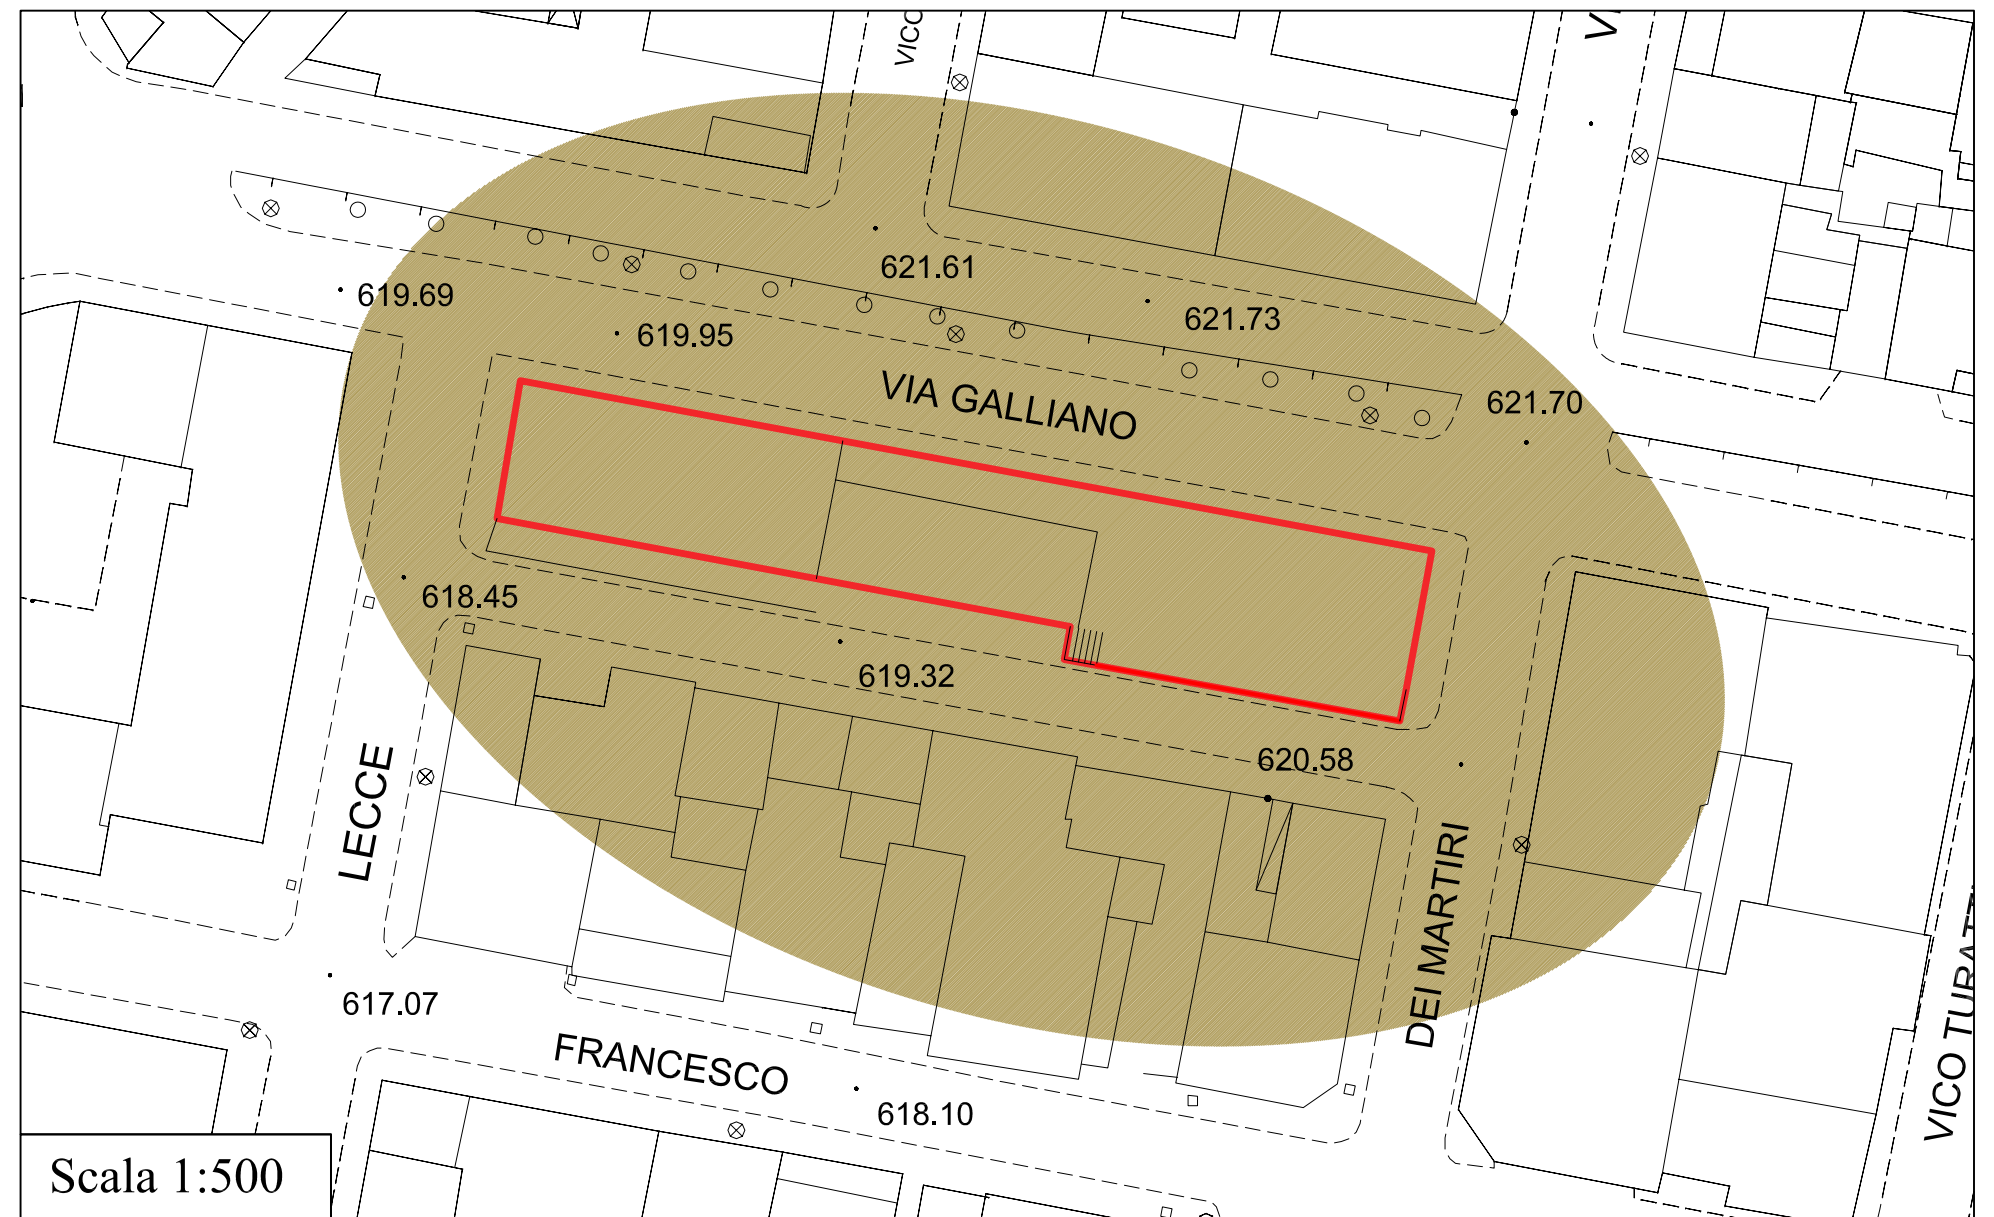 VICO
V
621.61
619.69
621.73
619.95
VIA GALLIANO
621.70
618.45
619.32
620.58
LECCE
DEI MARTIRI
VICO TURATI
617.07
FRANCESCO
618.10
Scala 1:500